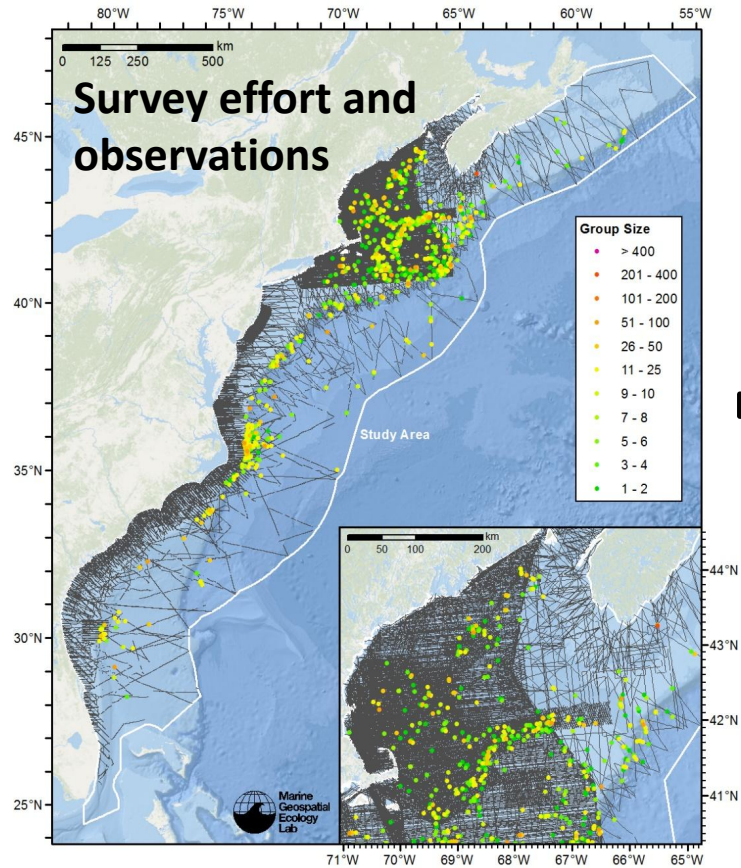 80°W 75°W 70°W 65°W 60°W 55°W
km
0 125 250 500
Survey effort and
observations
45°N
40°N
35°N
30°N
25°N
Group Size
> 400
201 - 400
101 - 200
51 - 100
26 - 50
11 - 25
9 - 10
7 - 8
5 - 6
3 - 4
1 - 2
Study Area
km
0 50 100 200
44°N
43°N
42°N
41°N
71°W 70°W 69°W 68°W 67°W 66°W 65°W
Marine
Geospatial
Ecology
Lab